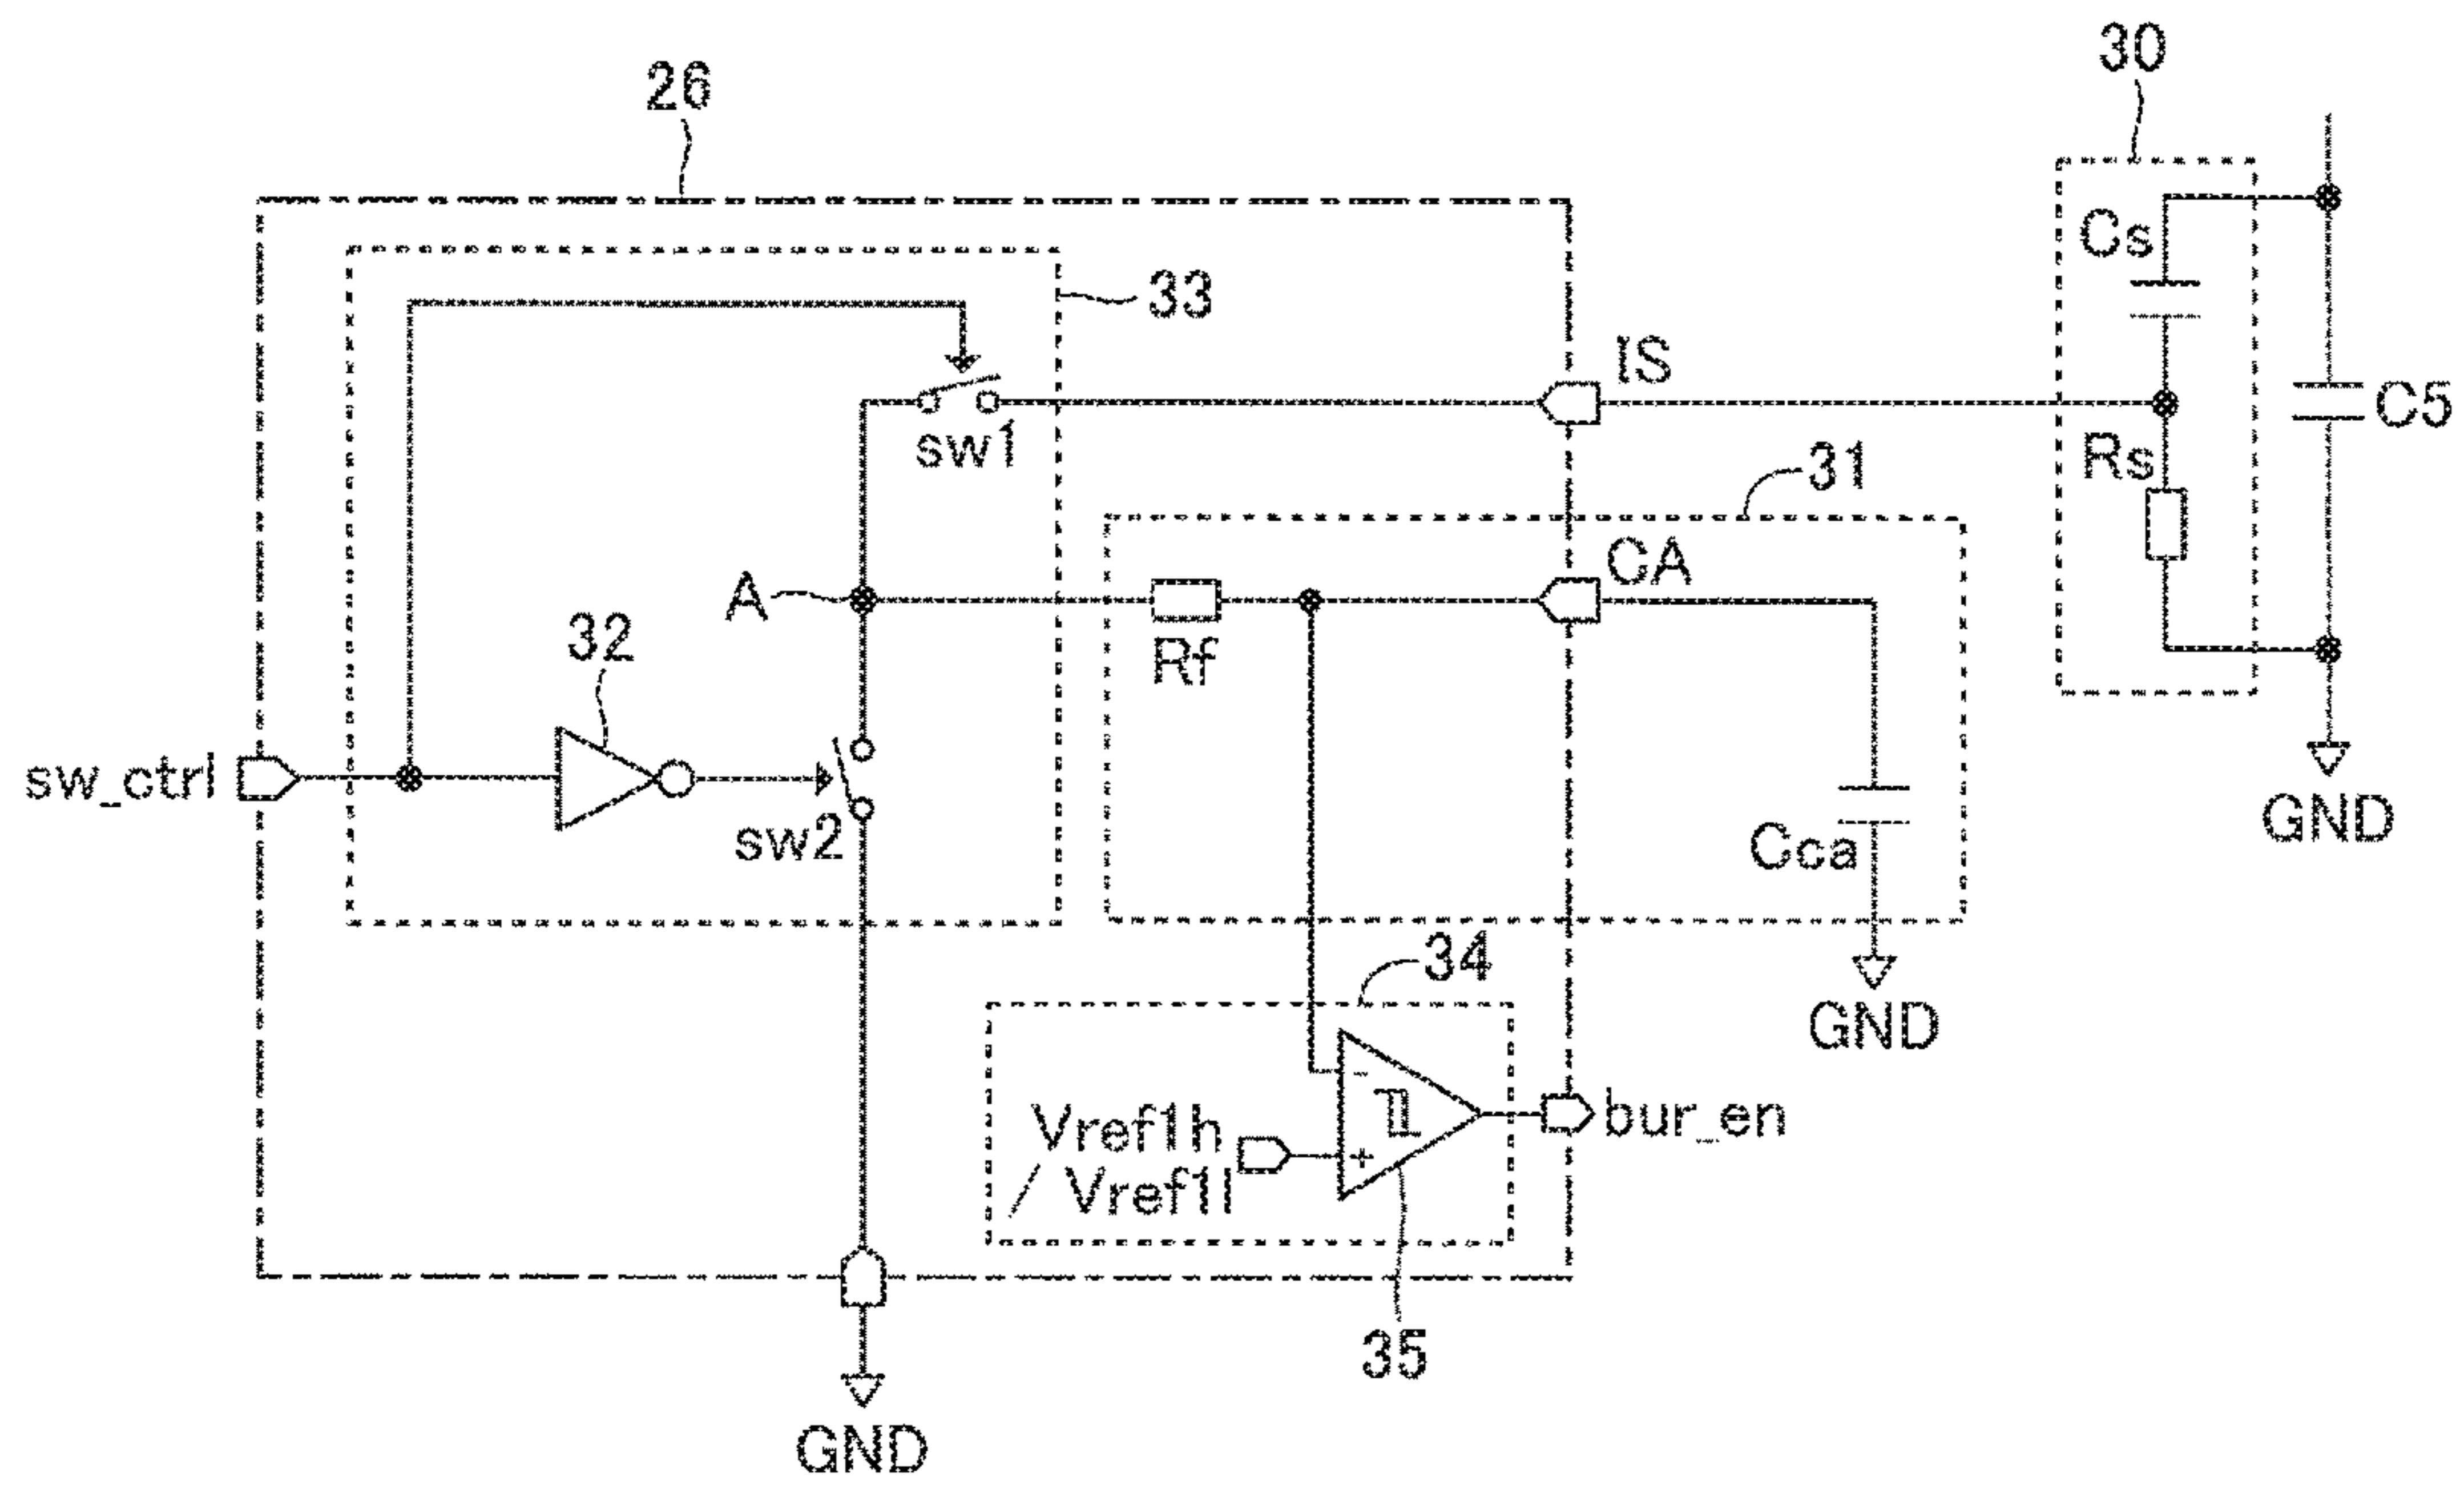 30
26
Cs
33
IS
C5
Rs
31
CA
A
32
Rf
sw1
sw_ctrl
sw2
GND
Cca
34
GND
−
Vref1h
bur_en
+
/ Vref1l
35
GND